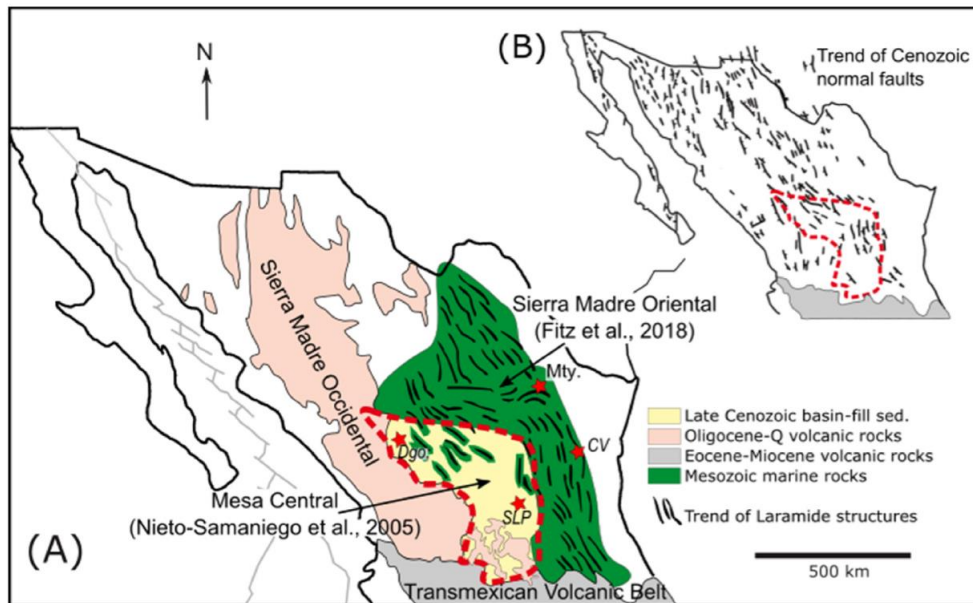 (B)
Trend of Cenozoic
normal faults
N
Sierra Madre Occidental
Sierra Madre Oriental
(Fitz et al., 2018)
Mty.
CV
Dgo.
SLP
Mesa Central
(Nieto-Samaniego et al., 2005)
(A)
Transmexican Volcanic Belt
Late Cenozoic basin-fill sed.
Oligocene-Q volcanic rocks
Eocene-Miocene volcanic rocks
Mesozoic marine rocks
Trend of Laramide structures
500 km